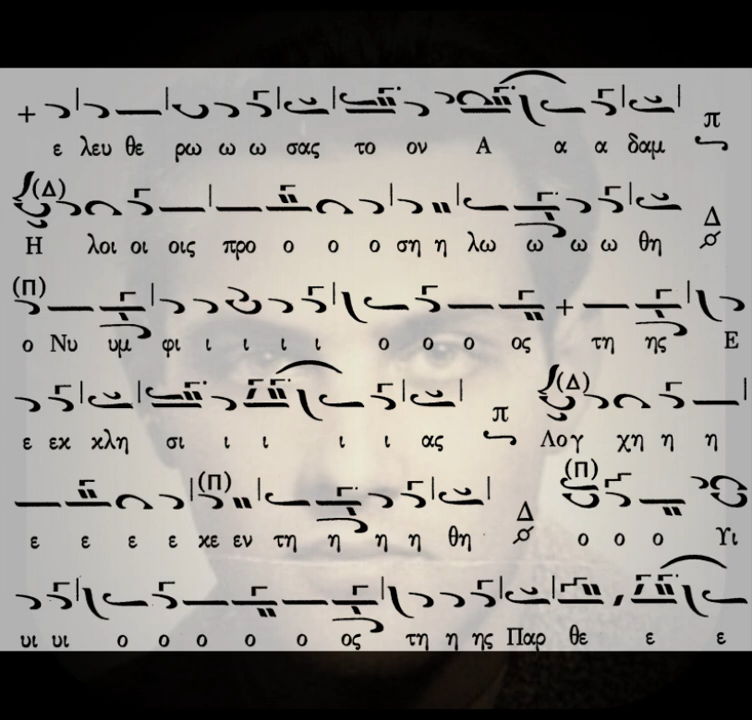 ε λευ θε ρω ω ω σας το ον Α α α δαμ π
(Δ)
Η λοι οι οις προ ο ο ο ση η λω ω ω ω θη Δ
(Π)
ο Νυ υμ φι ι ι ι ι ο ο ο ος τη ης Ε
(Δ)
ε εκ κλη σι ι ι ι ι ας π Λογ χη η η
(Π) (Π)
ε ε ε ε κε εν τη η η η θη Δ ο ο ο Υι
υι υι ο ο ο ο ο ος τη η ης Παρ θε ε ε